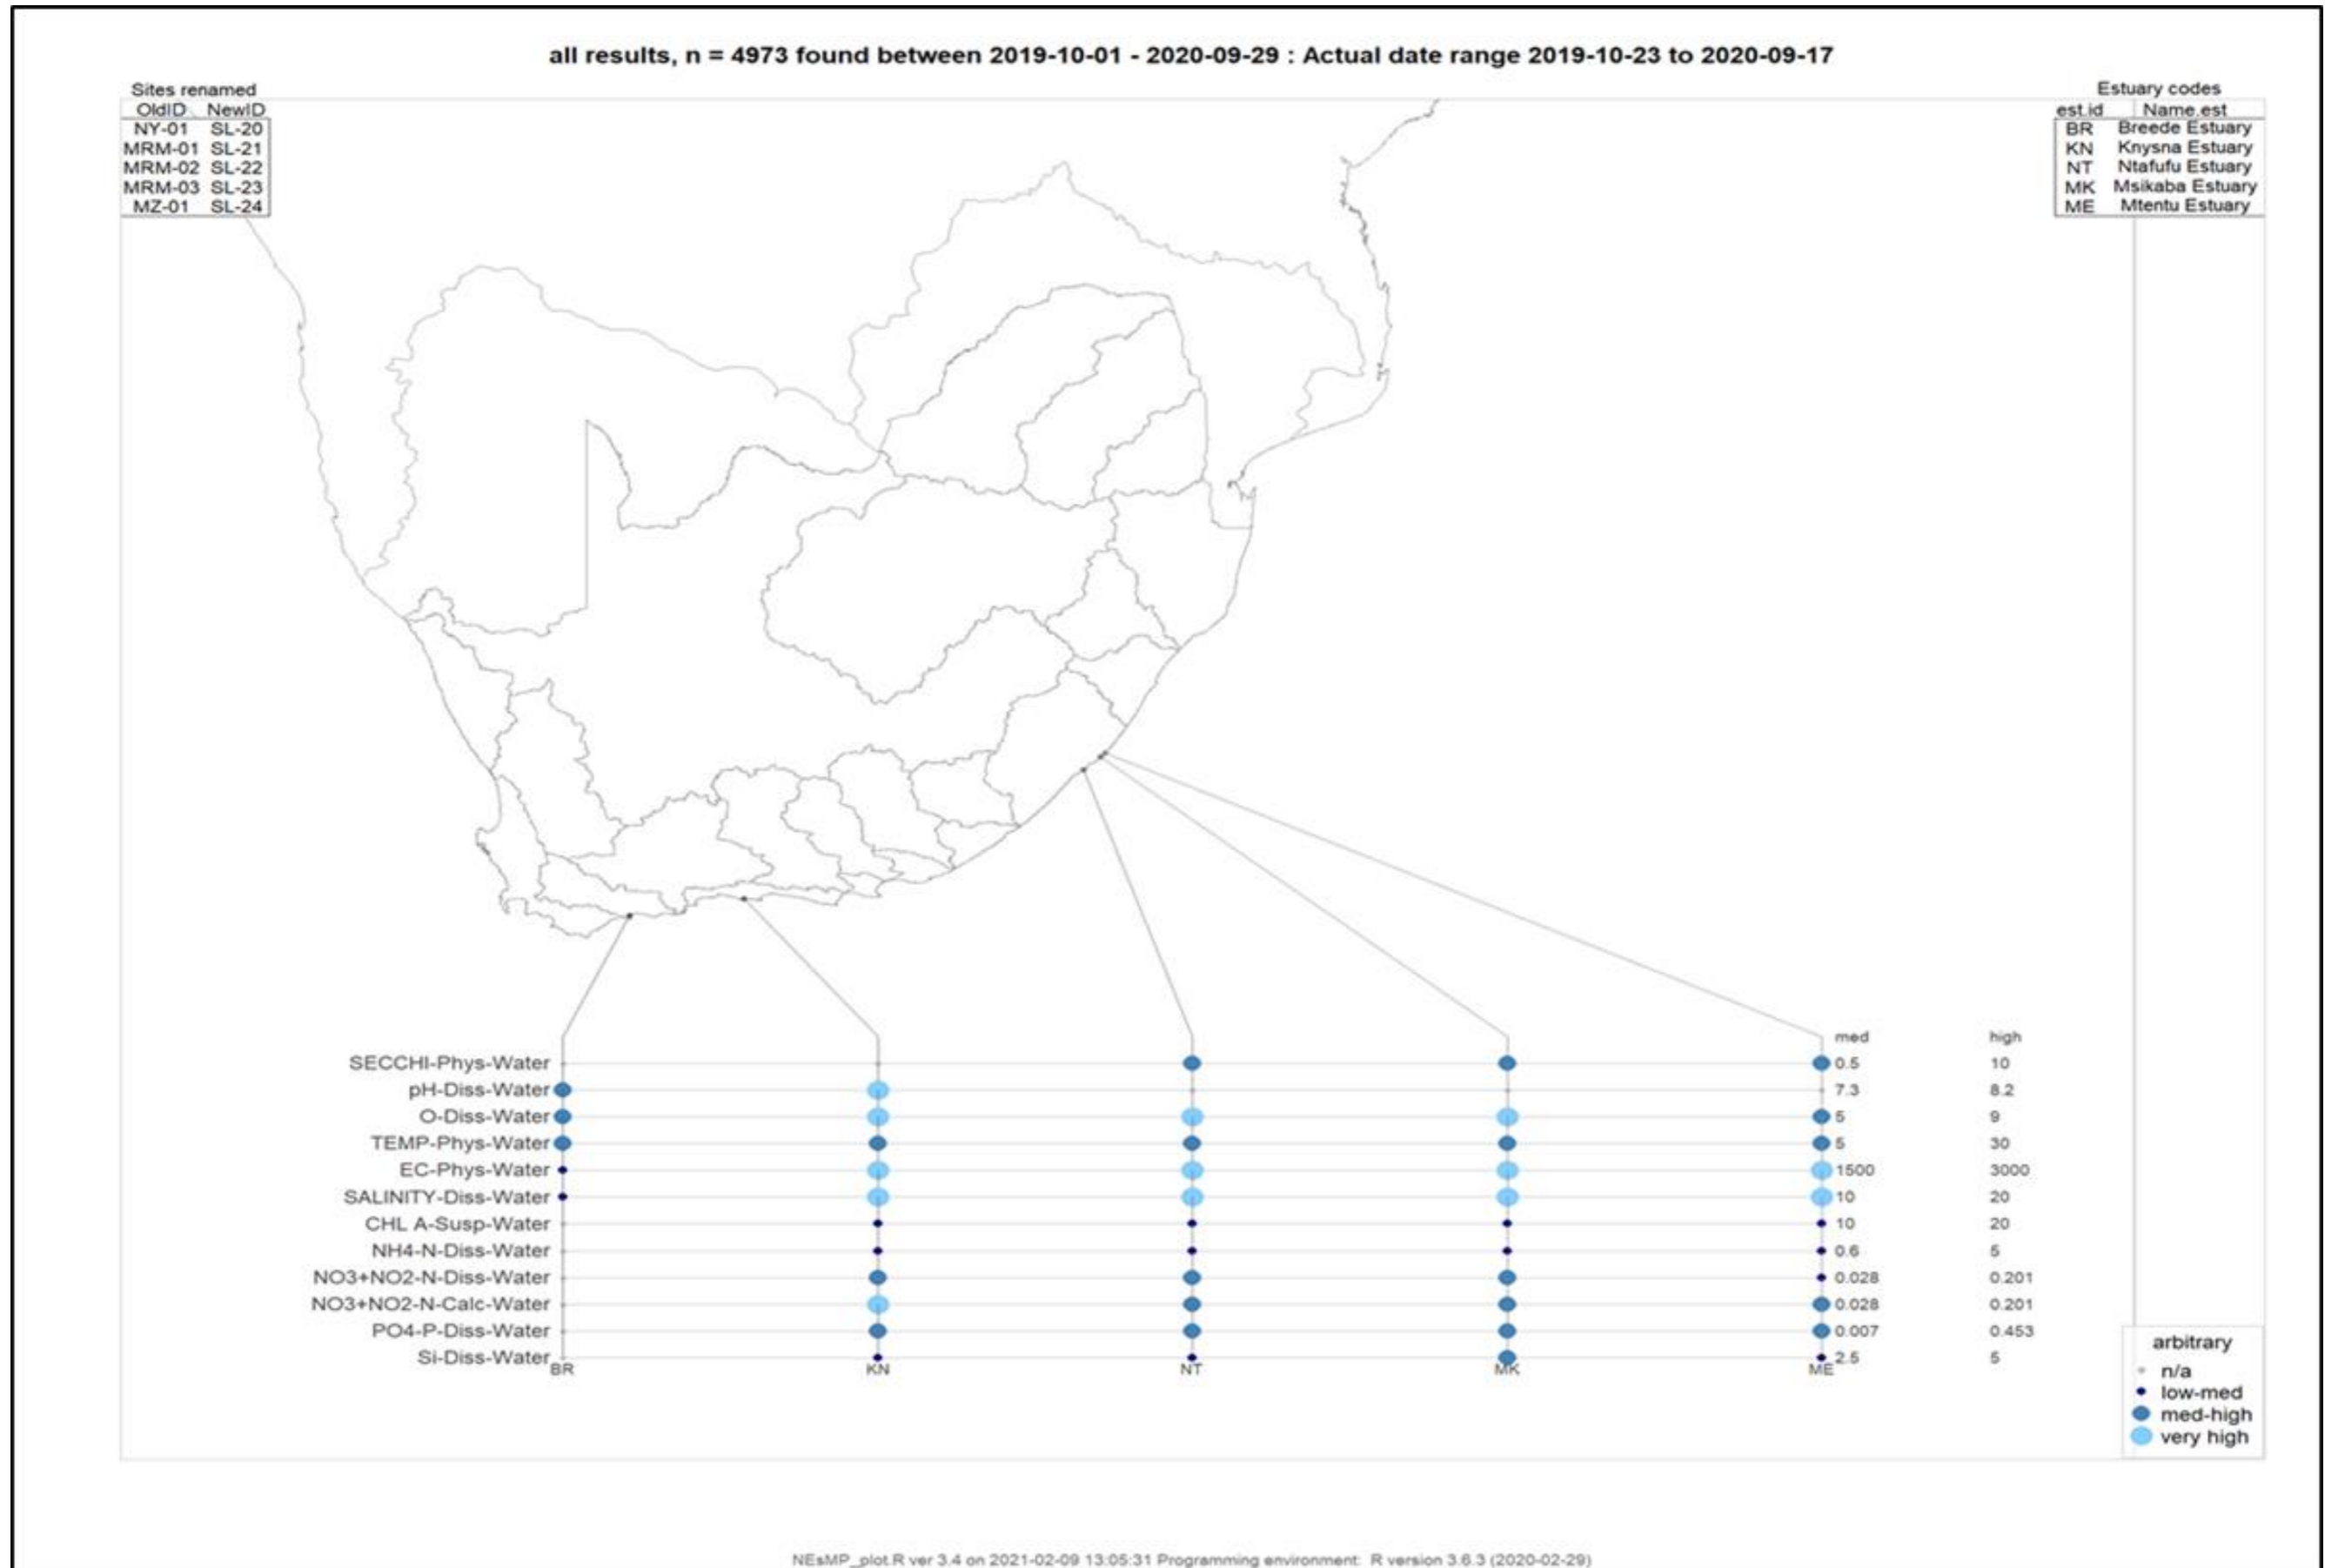 all results, n = 4973 found between 2019-10-01 - 2020-09-29 : Actual date range 2019-10-23 to 2020-09-17
Sites renamed
OldID NewID
NY-01 SL-20
MRM-01 SL-21
MRM-02 SL-22
MRM-03 SL-23
MZ-01 SL-24
Estuary codes
est.id Name.est
BR Breede Estuary
KN Knysna Estuary
NT Ntafufu Estuary
MK Msikaba Estuary
ME Mtentu Estuary
med high
SECCHI-Phys-Water 0.5 10
pH-Diss-Water 7.3 8.2
O-Diss-Water 5 9
TEMP-Phys-Water 5 30
EC-Phys-Water 1500 3000
SALINITY-Diss-Water 10 20
CHL A-Susp-Water 10 20
NH4-N-Diss-Water 0.6 5
NO3+NO2-N-Diss-Water 0.028 0.201
NO3+NO2-N-Calc-Water 0.028 0.201
PO4-P-Diss-Water 0.007 0.453
Si-Diss-Water 2.5 5
BR KN NT MK ME
arbitrary
n/a
low-med
med-high
very high
NEsMP_plot.R ver 3.4 on 2021-02-09 13:05:31 Programming environment: R version 3.6.3 (2020-02-29)